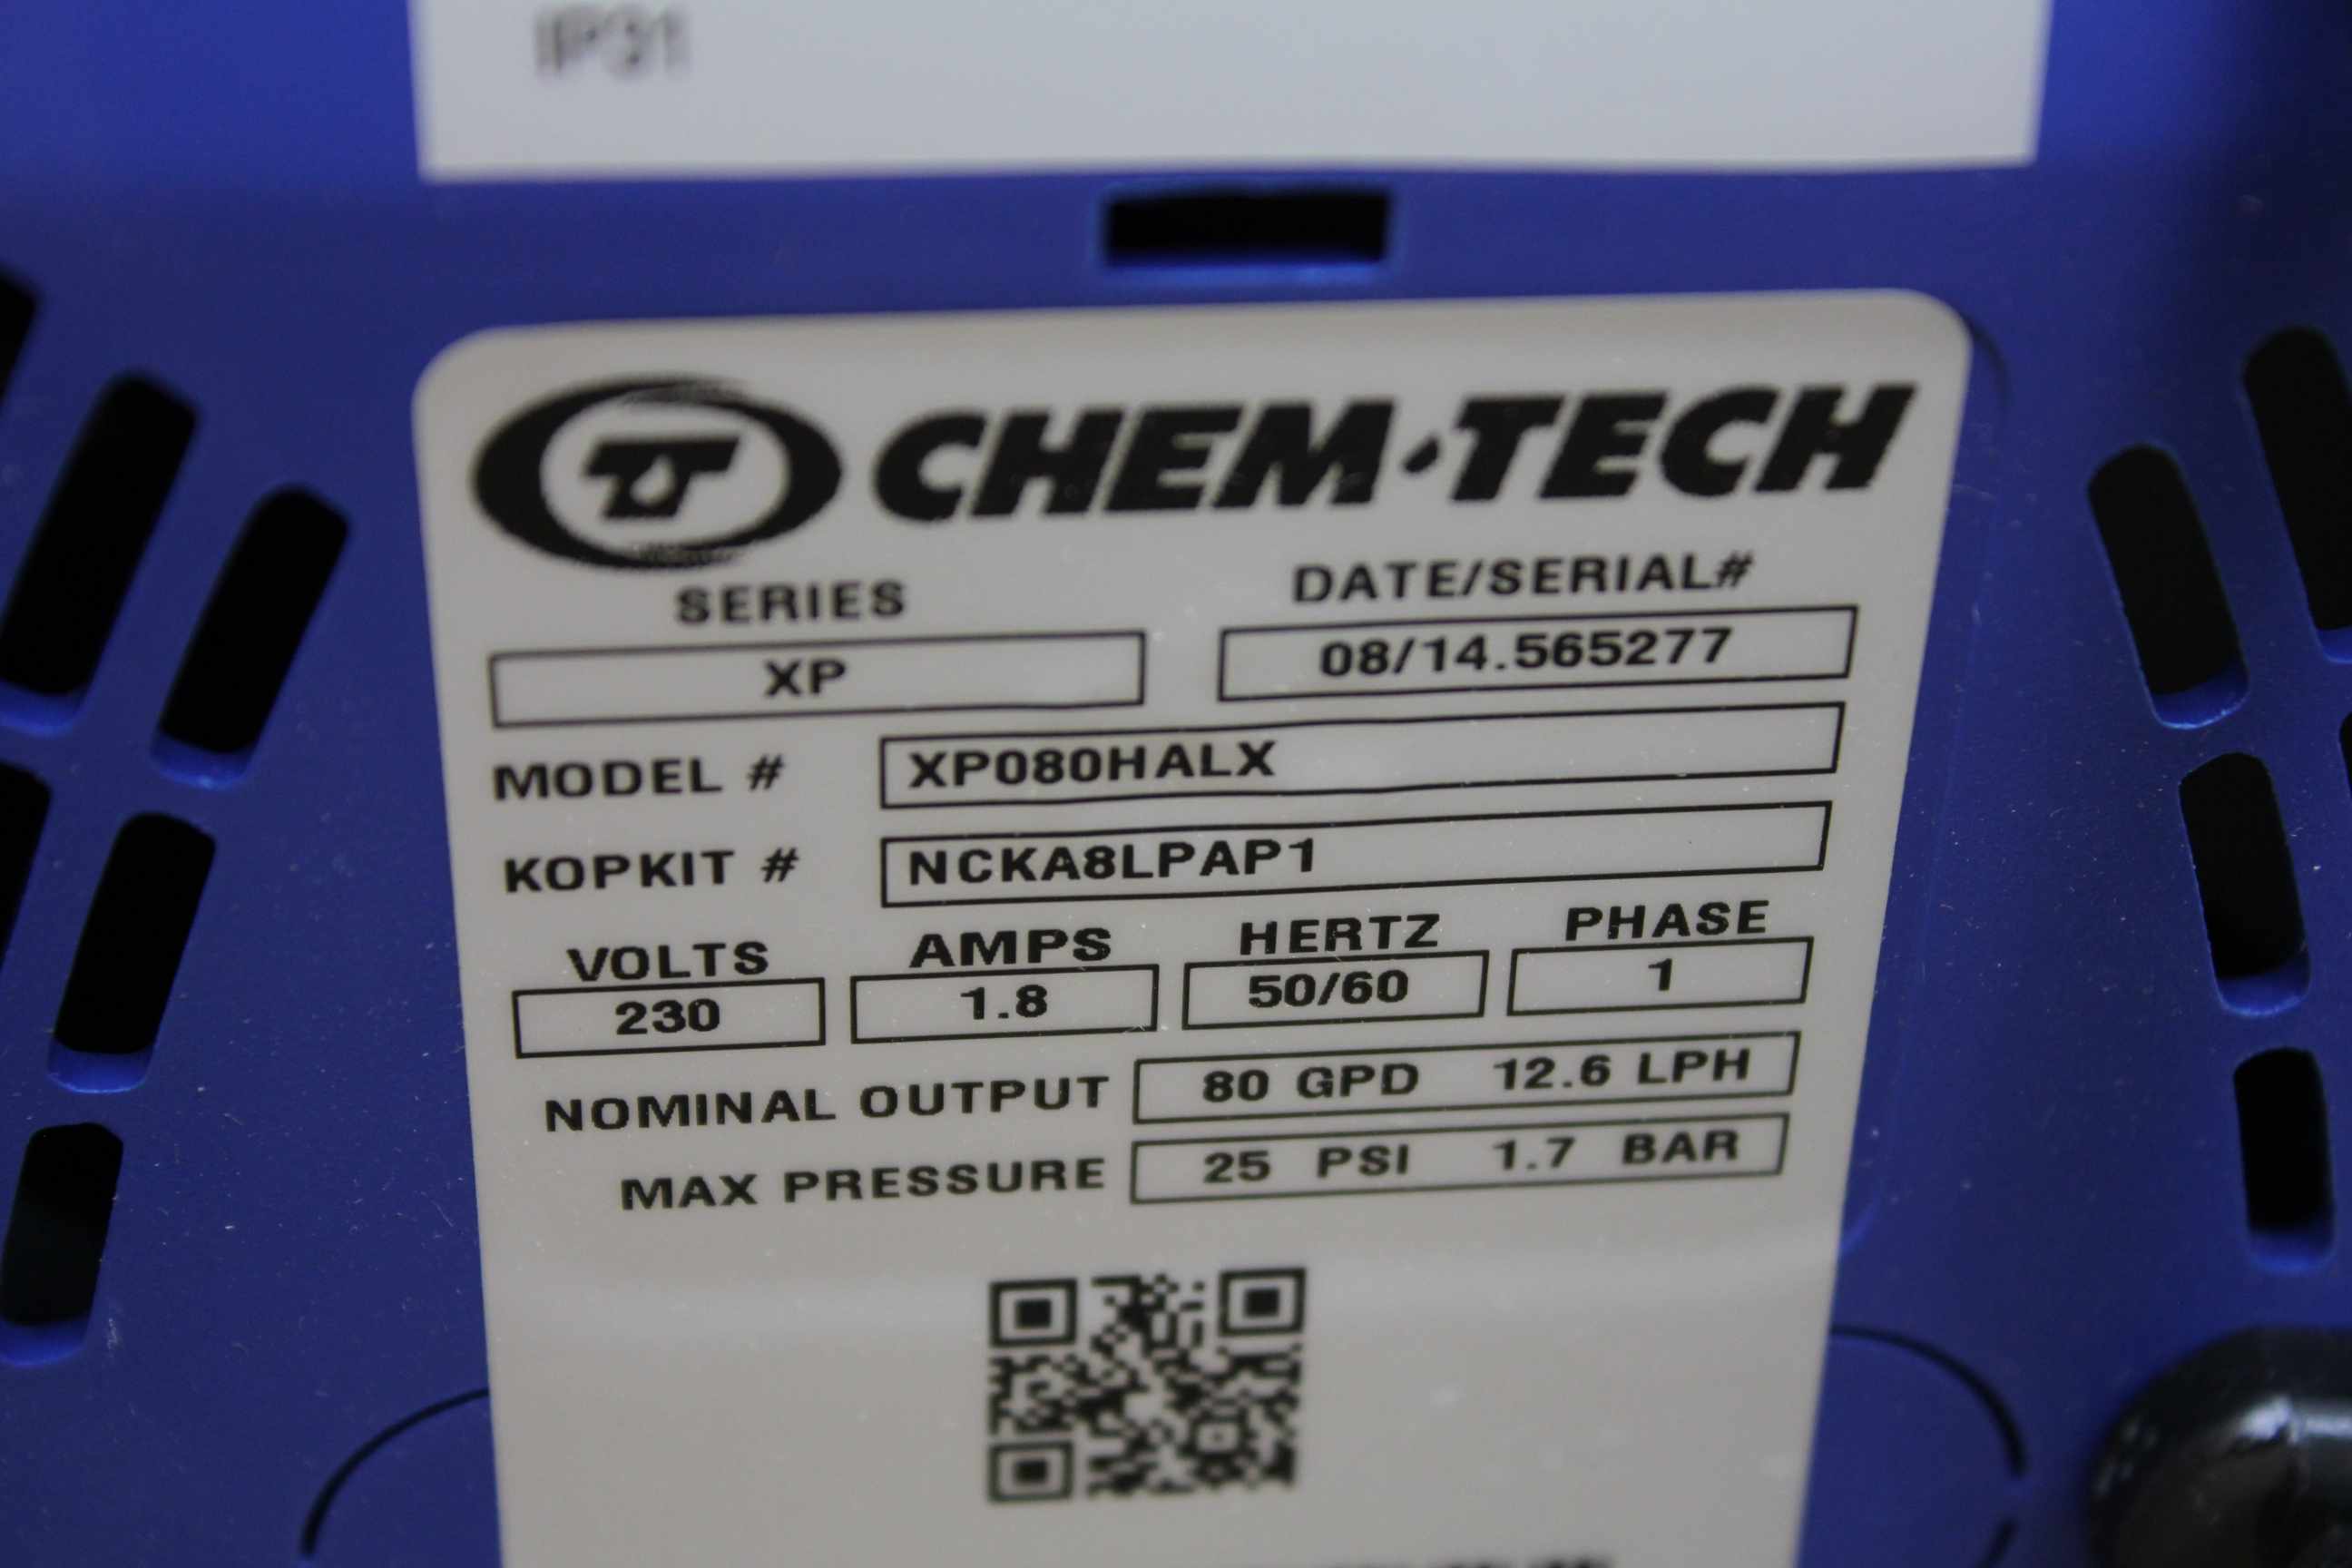 IP31
CHEM·TECH
SERIES DATE/SERIAL#
XP 08/14.565277
MODEL # XP080HALX
KOPKIT # NCKA8LPAP1
VOLTS AMPS HERTZ PHASE
230 1.8 50/60 1
NOMINAL OUTPUT 80 GPD 12.6 LPH
MAX PRESSURE 25 PSI 1.7 BAR